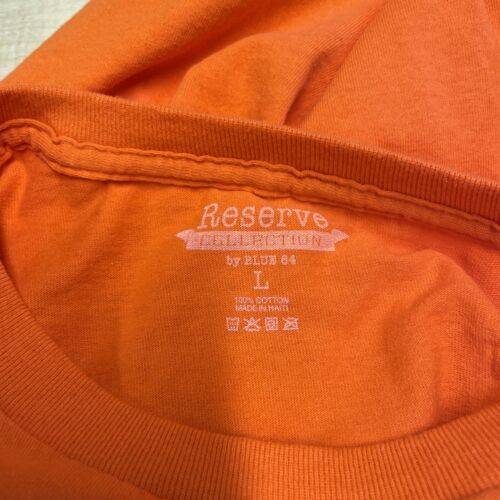 Reserve
COLLECTION
by BLUE 84
L
100% COTTON
MADE IN HAITI